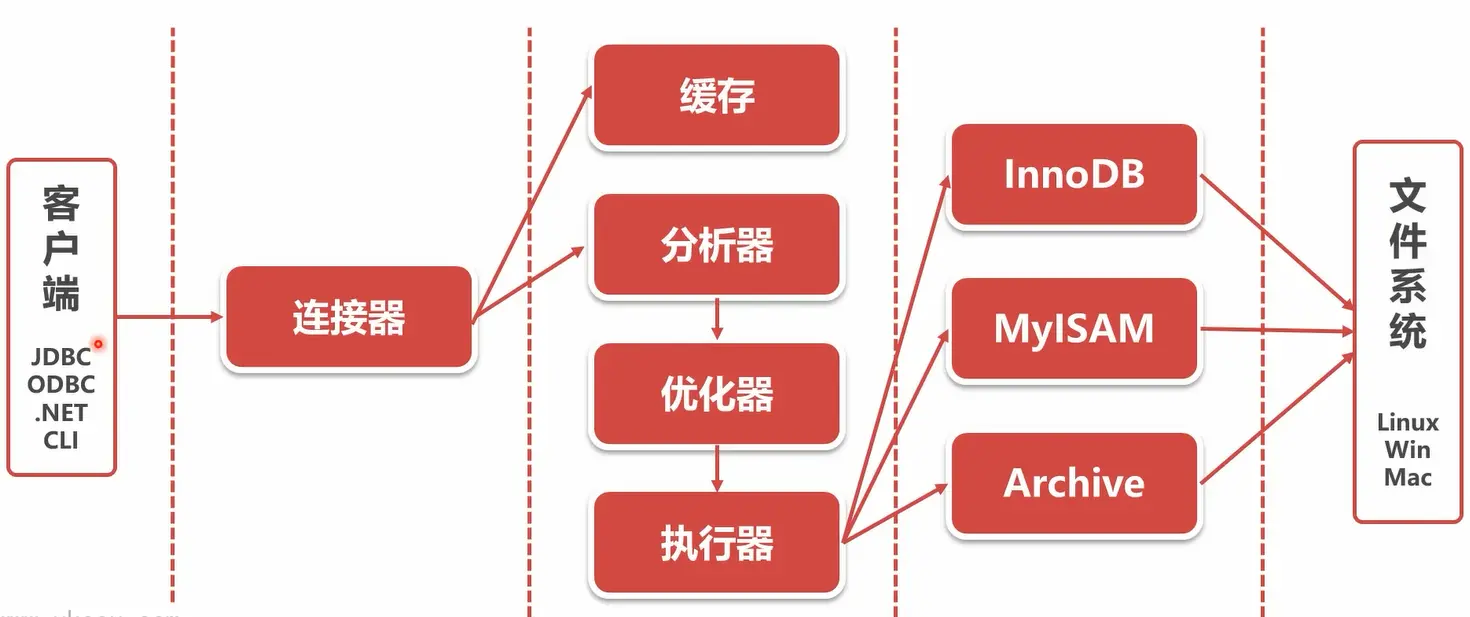 客户端
JDBC
ODBC
.NET
CLI
连接器
缓存
分析器
优化器
执行器
InnoDB
MyISAM
Archive
文件系统
Linux
Win
Mac